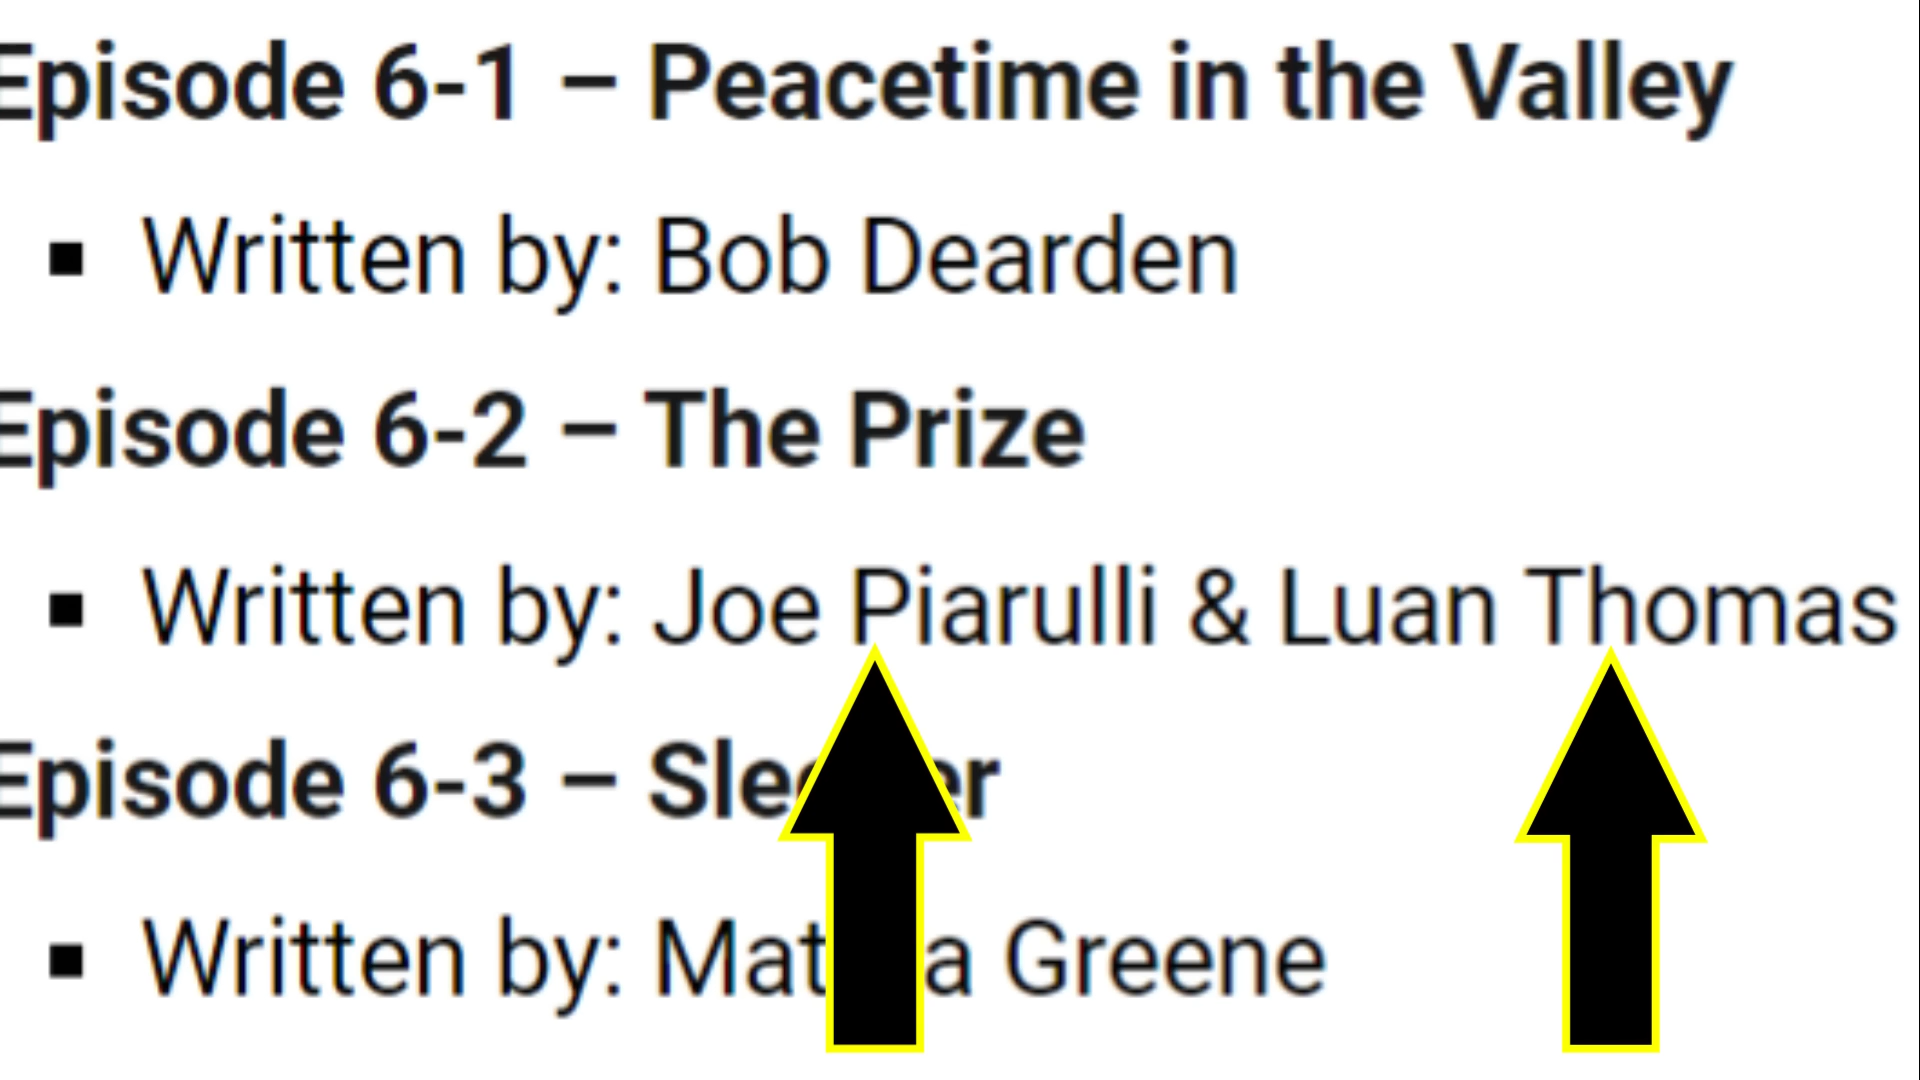 Episode 6-1 – Peacetime in the Valley
▪ Written by: Bob Dearden
Episode 6-2 – The Prize
▪ Written by: Joe Piarulli & Luan Thomas
Episode 6-3 –
▪ Written by: Greene